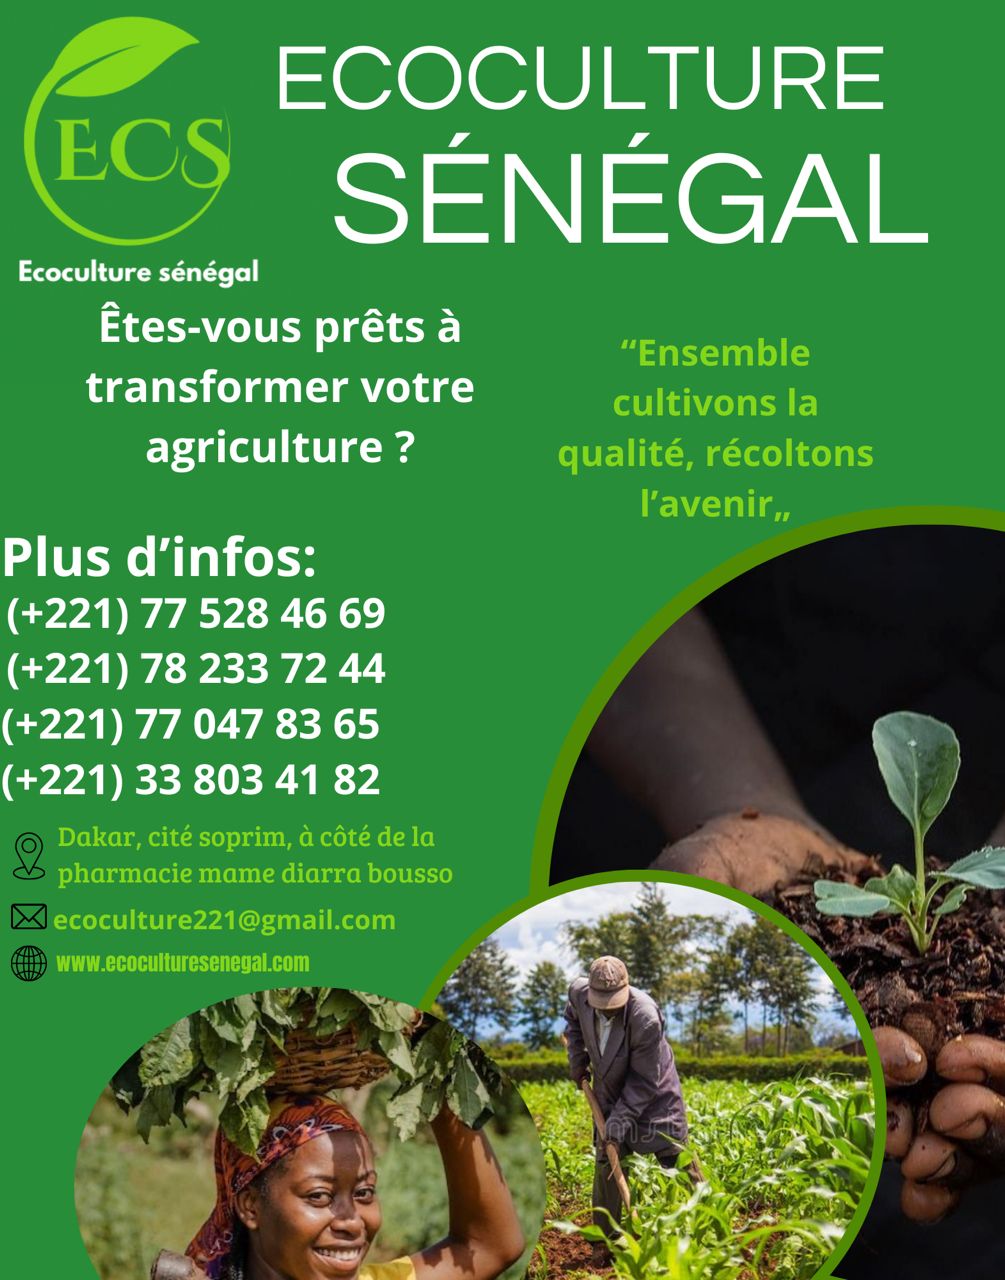 ECS
Ecoculture sénégal
ECOCULTURE
SÉNÉGAL
Êtes-vous prêts à
transformer votre
agriculture ?
“Ensemble
cultivons la
qualité, récoltons
l’avenir„
Plus d’infos:
(+221) 77 528 46 69
(+221) 78 233 72 44
(+221) 77 047 83 65
(+221) 33 803 41 82
Dakar, cité soprim, à côté de la
pharmacie mame diarra bousso
ecoculture221@gmail.com
www.ecoculturesenegal.com